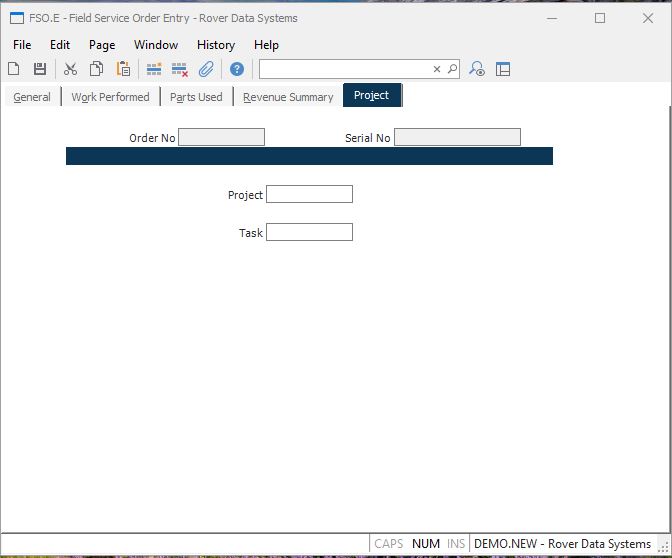 FSO.E - Field Service Order Entry - Rover Data Systems
File Edit Page Window History Help
General Work Performed Parts Used Revenue Summary Project
Order No Serial No
Project
Task
CAPS NUM INS DEMO.NEW - Rover Data Systems